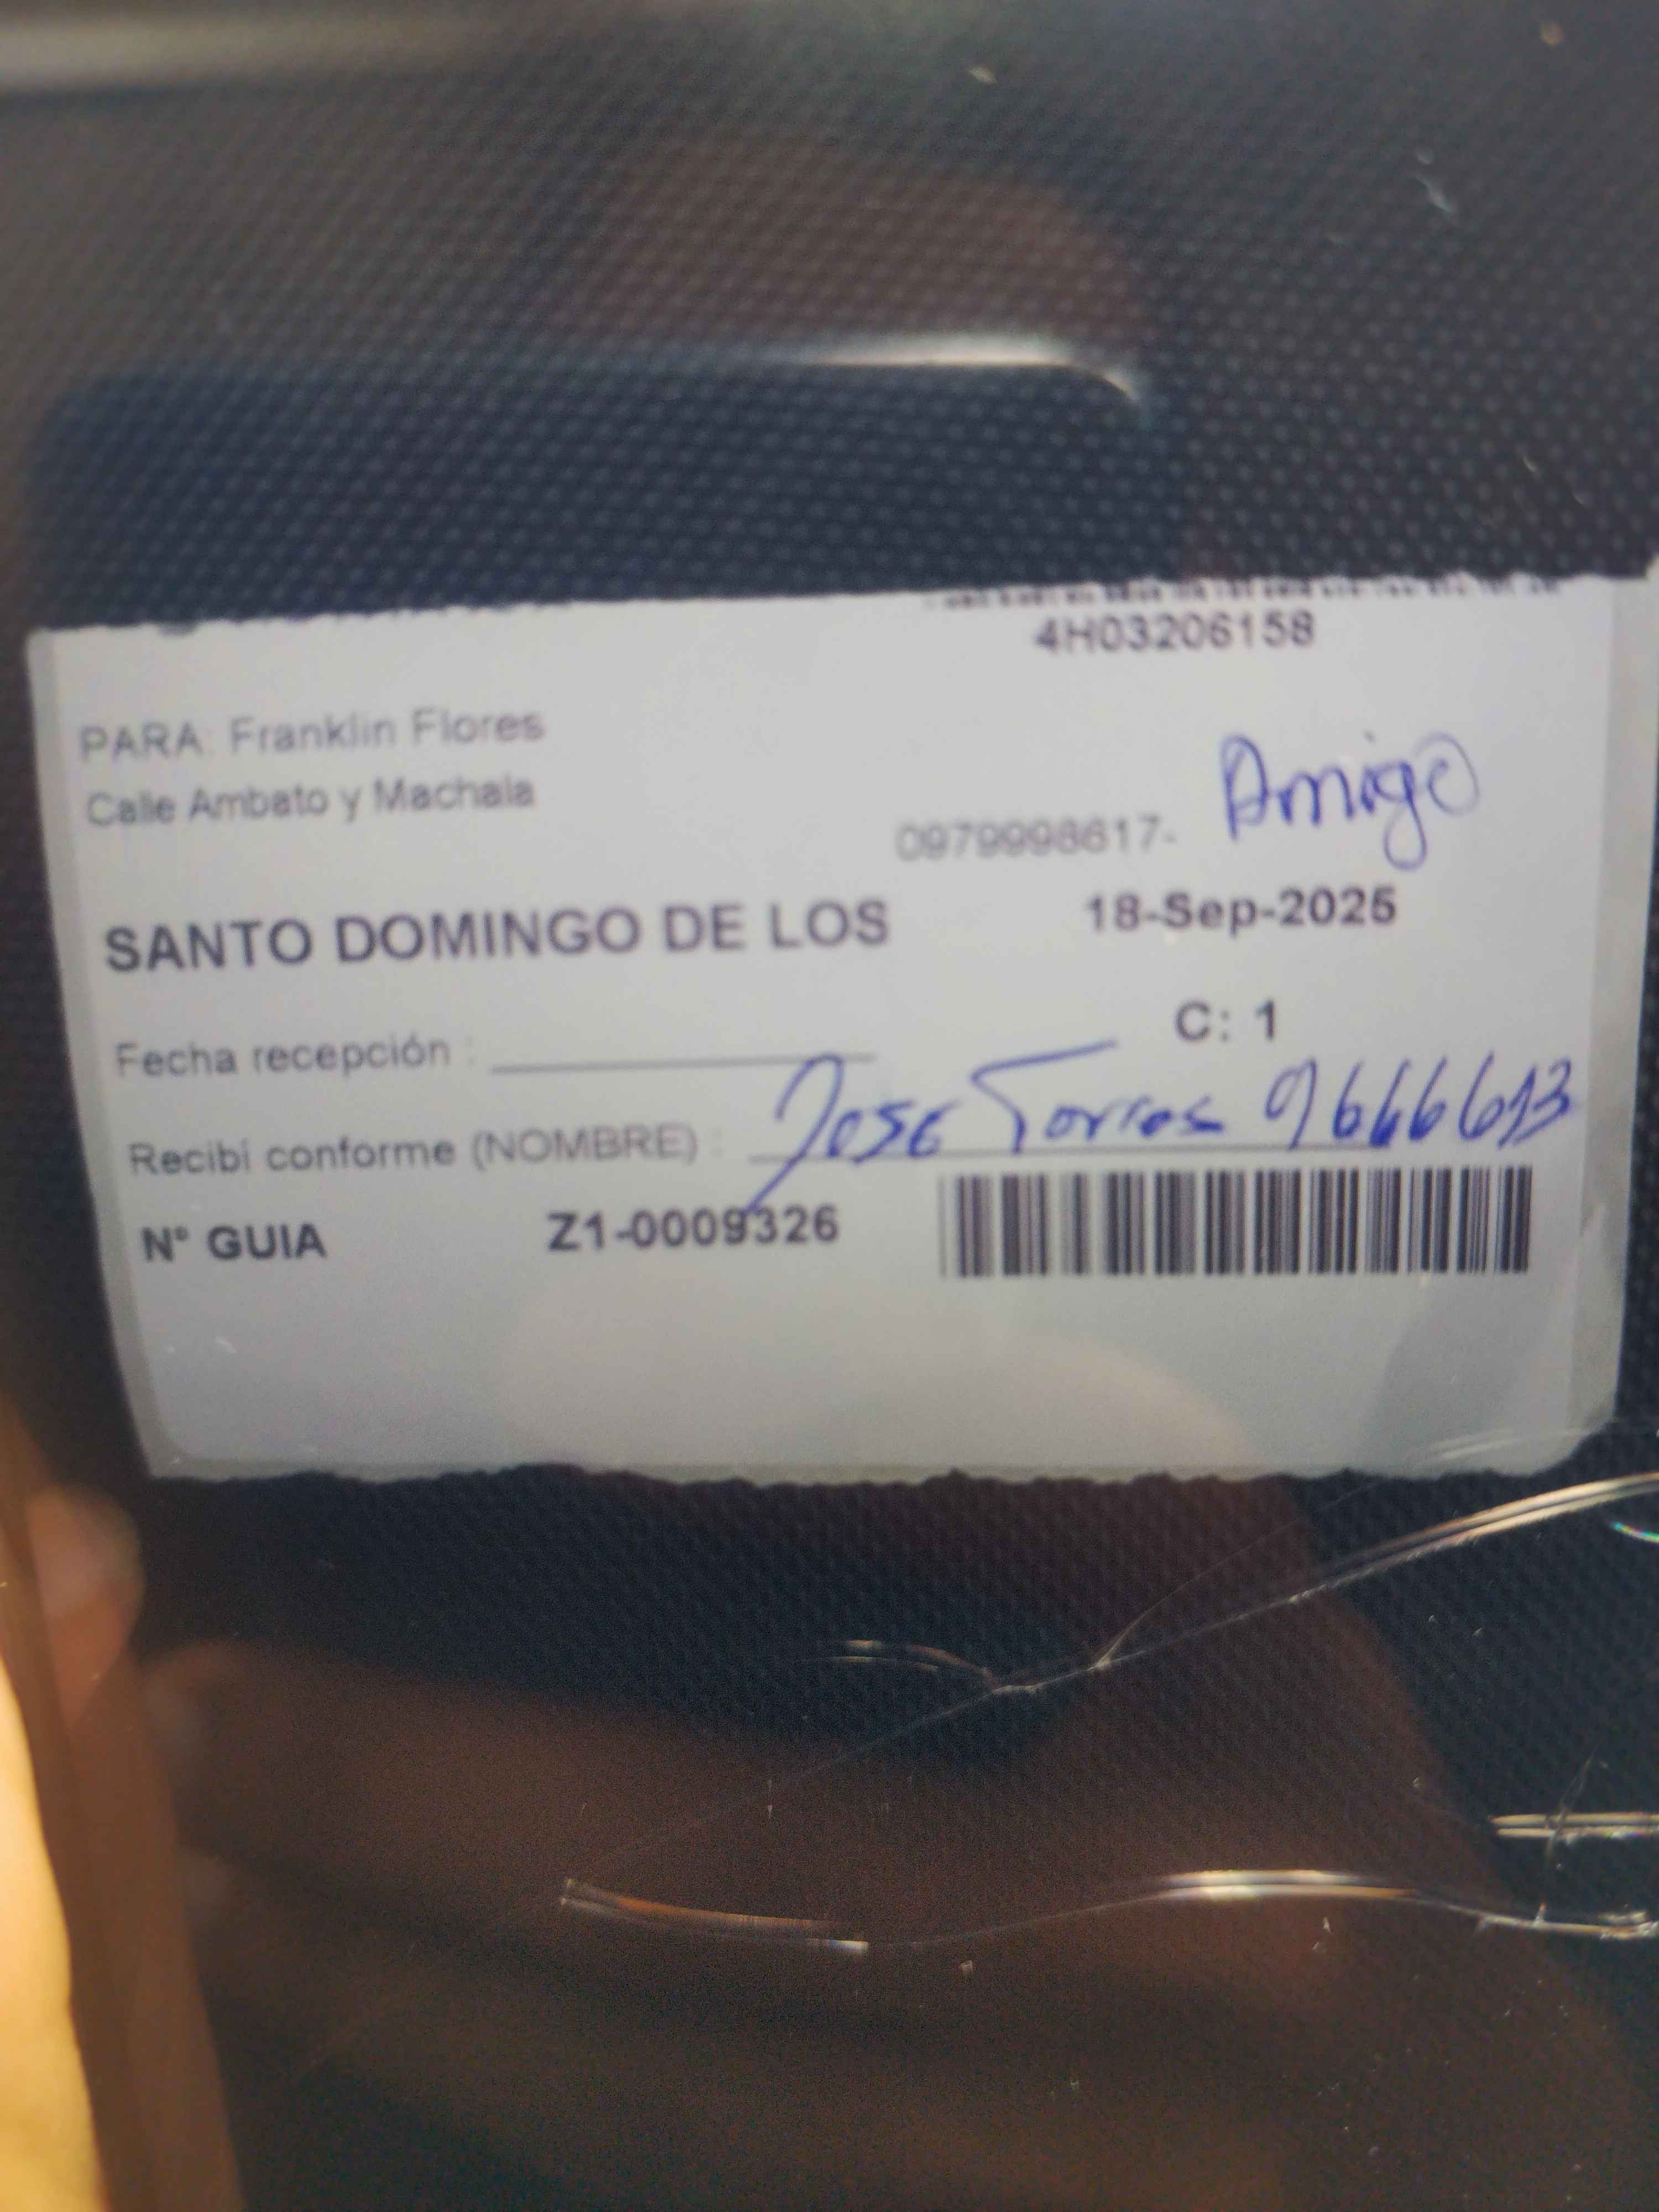 4H03206158
PARA: Franklin Flores
Calle Ambato y Machala
Amigo
0979998617-
SANTO DOMINGO DE LOS
18-Sep-2025
C: 1
Fecha recepción :
Recibí conforme (NOMBRE) : Jose Torres
N° GUIA Z1-0009326